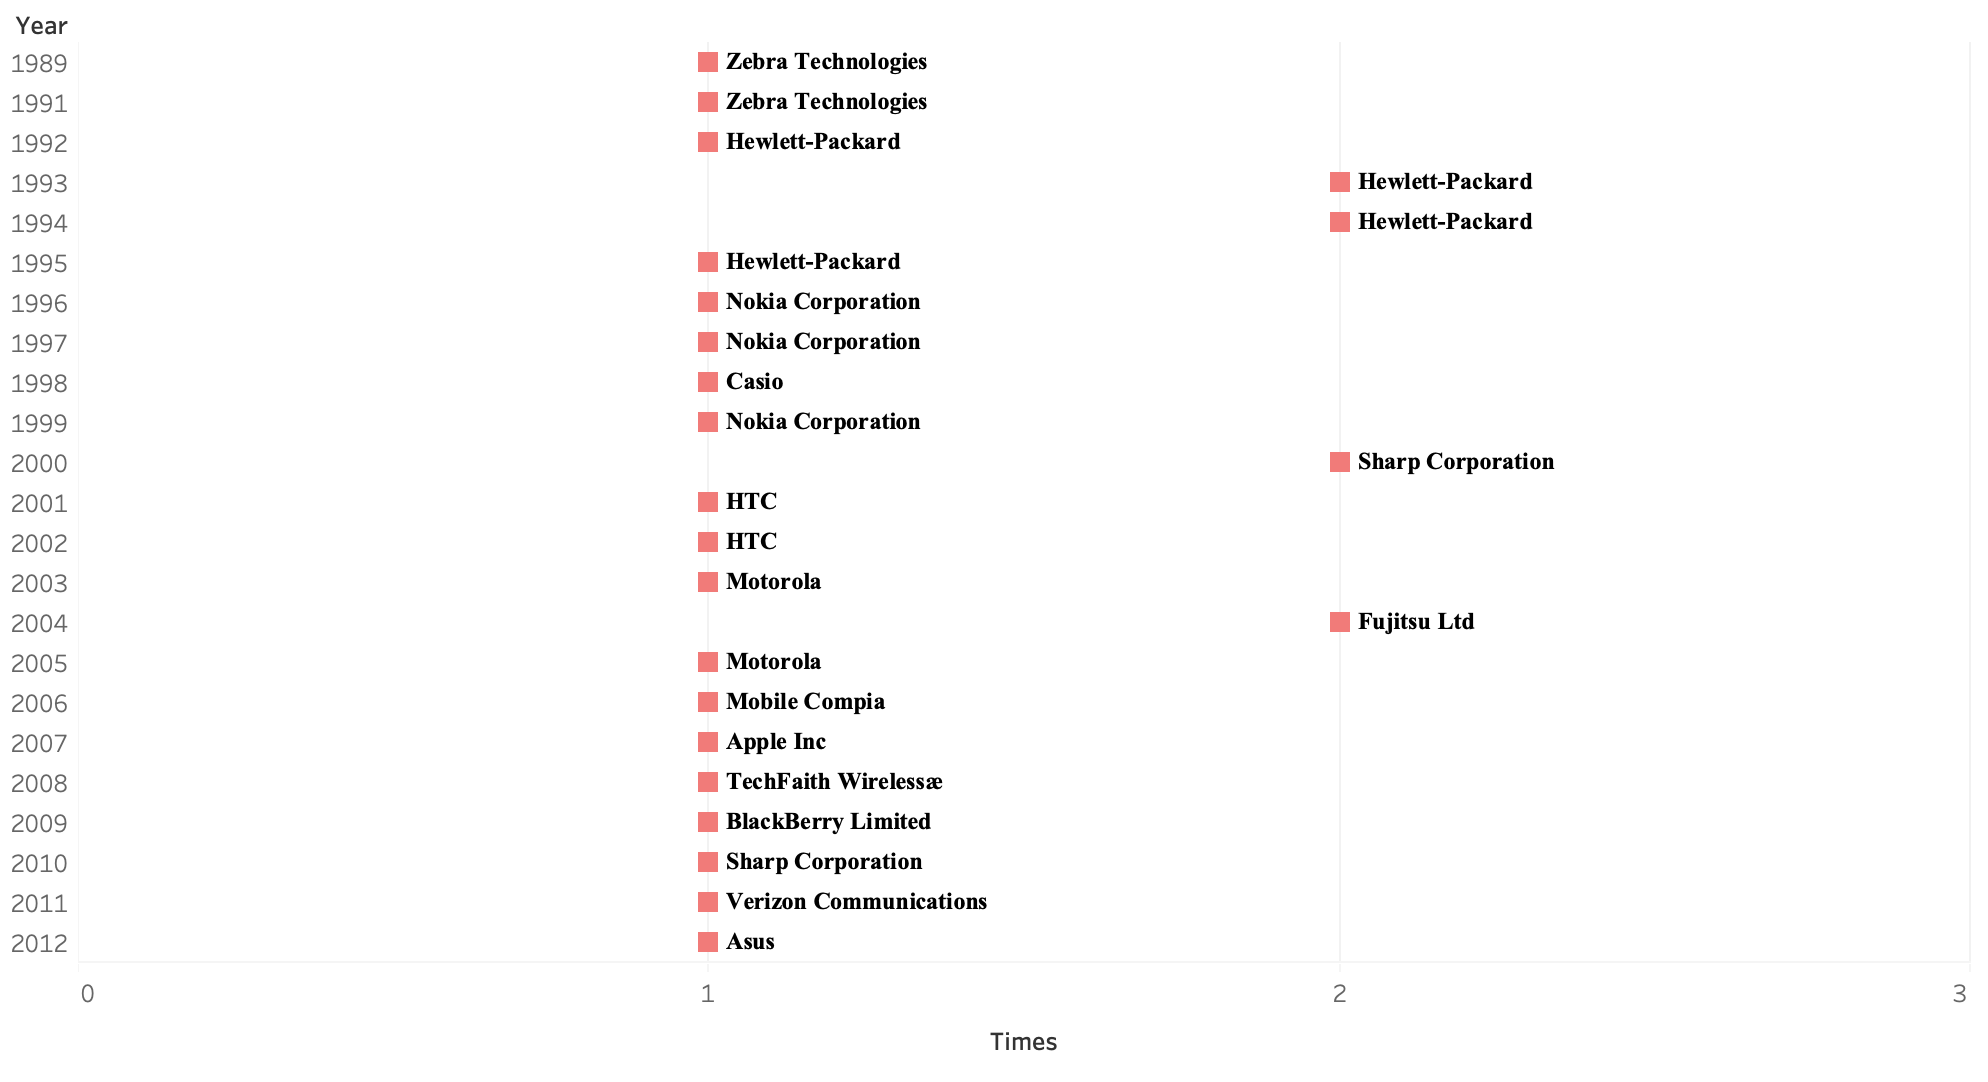 Year
1989 Zebra Technologies
1991 Zebra Technologies
1992 Hewlett-Packard
1993 Hewlett-Packard
1994 Hewlett-Packard
1995 Hewlett-Packard
1996 Nokia Corporation
1997 Nokia Corporation
1998 Casio
1999 Nokia Corporation
2000 Sharp Corporation
2001 HTC
2002 HTC
2003 Motorola
2004 Fujitsu Ltd
2005 Motorola
2006 Mobile Compia
2007 Apple Inc
2008 TechFaith Wirelessæ
2009 BlackBerry Limited
2010 Sharp Corporation
2011 Verizon Communications
2012 Asus
0 1 2 3
Times